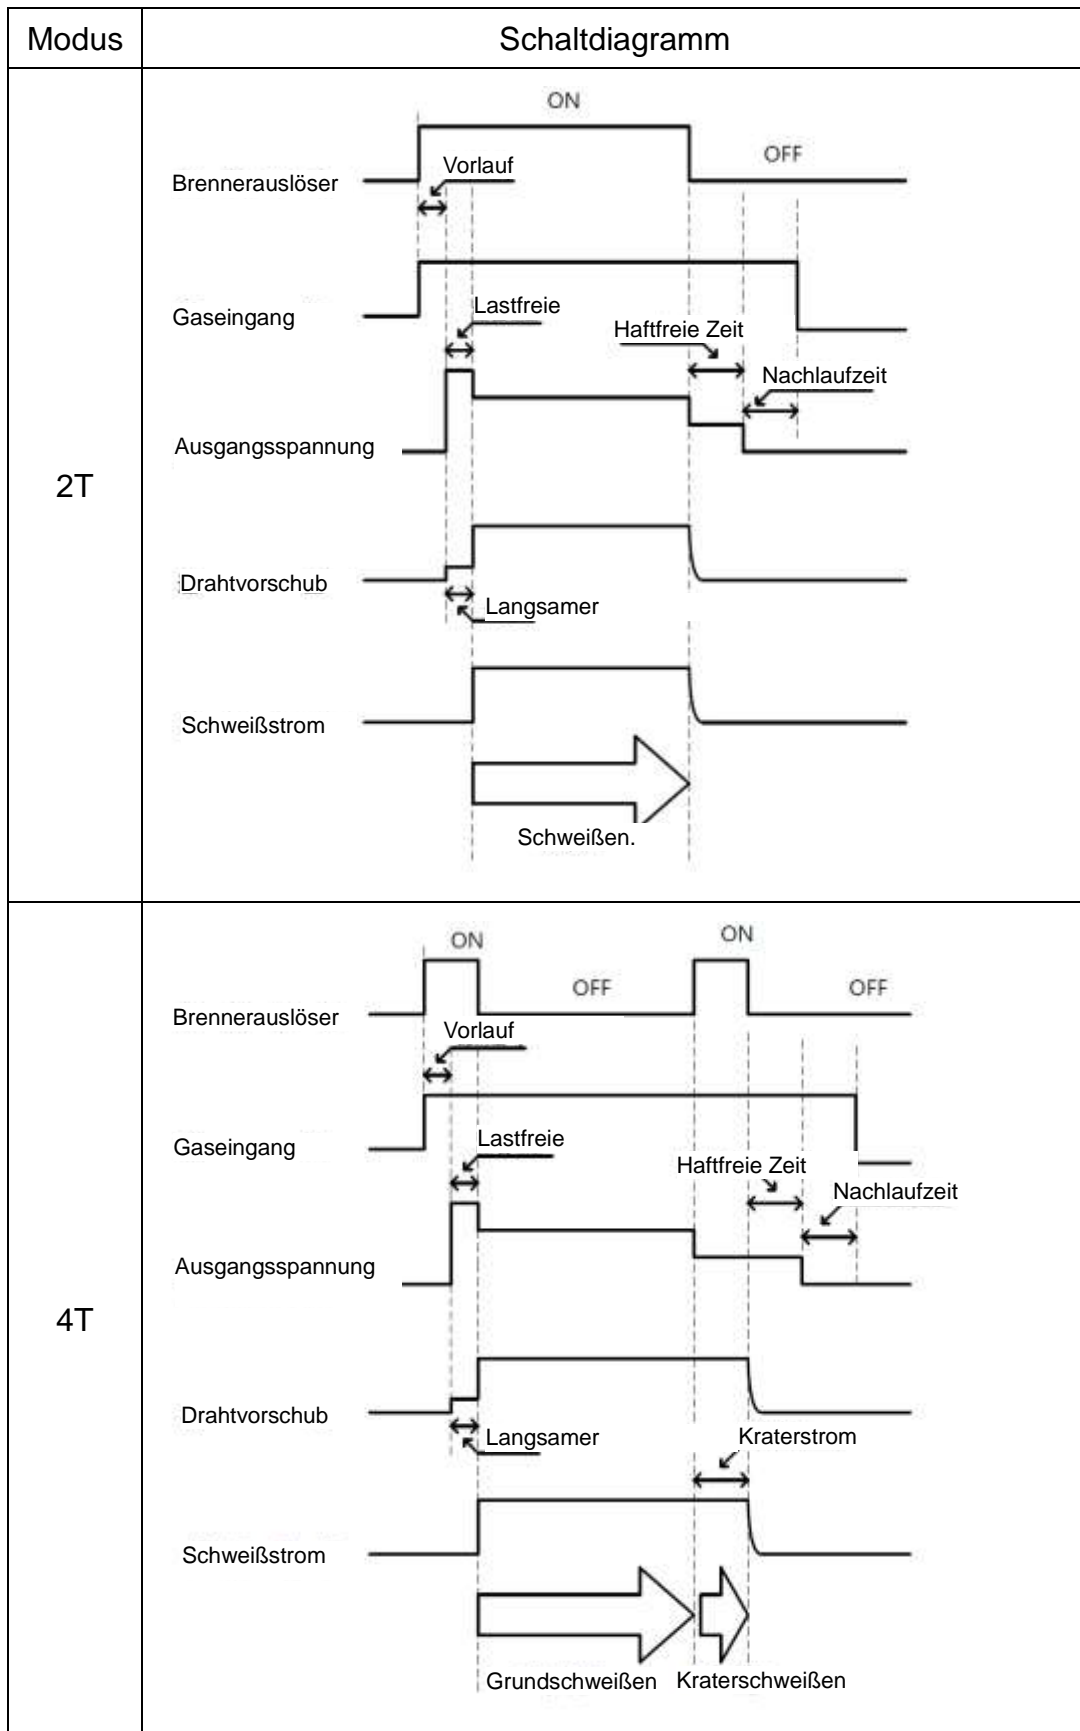 Modus
Schaltdiagramm
2T
ON
OFF
Brennerauslöser
Vorlauf
Gaseingang
Lastfreie
Haftfreie Zeit
Nachlaufzeit
Ausgangsspannung
Drahtvorschub
Langsamer
Schweißstrom
Schweißen.
4T
ON
ON
OFF
OFF
Brennerauslöser
Vorlauf
Gaseingang
Lastfreie
Haftfreie Zeit
Nachlaufzeit
Ausgangsspannung
Drahtvorschub
Langsamer
Kraterstrom
Schweißstrom
Grundschweißen
Kraterschweißen